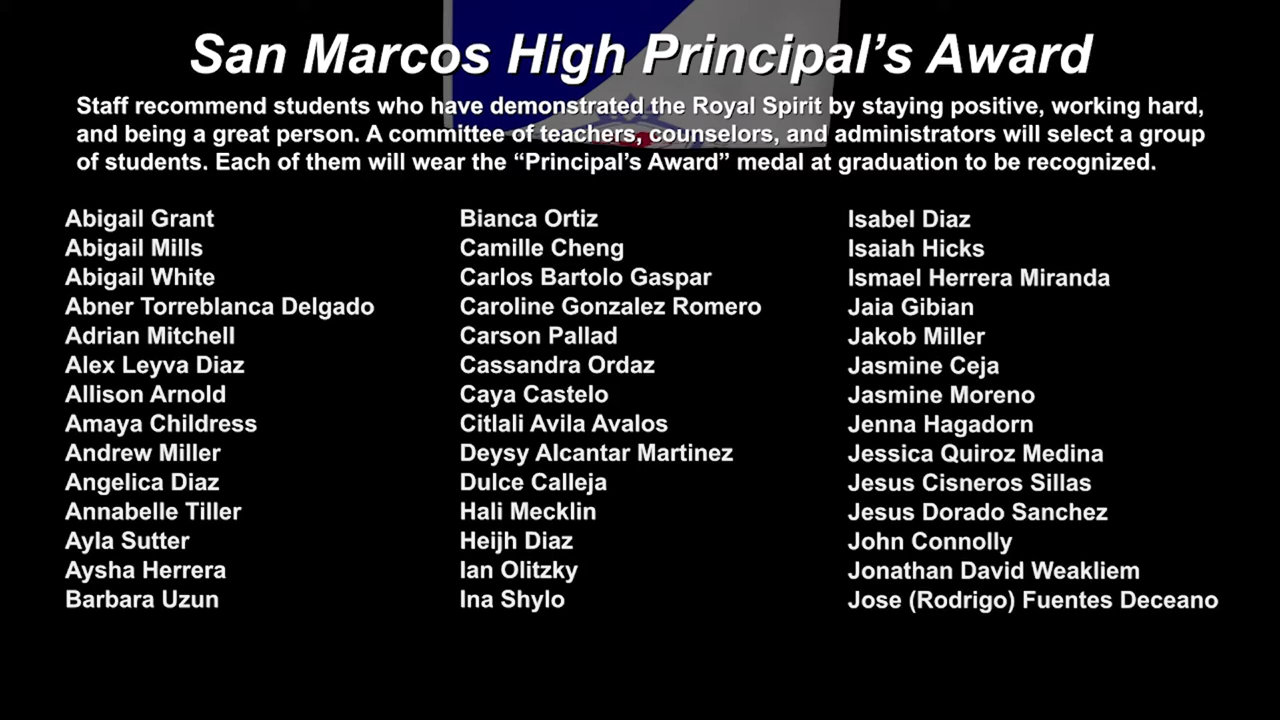 San Marcos High Principal’s Award
Staff recommend students who have demonstrated the Royal Spirit by staying positive, working hard,
and being a great person. A committee of teachers, counselors, and administrators will select a group
of students. Each of them will wear the “Principal’s Award” medal at graduation to be recognized.
Abigail Grant
Abigail Mills
Abigail White
Abner Torreblanca Delgado
Adrian Mitchell
Alex Leyva Diaz
Allison Arnold
Amaya Childress
Andrew Miller
Angelica Diaz
Annabelle Tiller
Ayla Sutter
Aysha Herrera
Barbara Uzun
Bianca Ortiz
Camille Cheng
Carlos Bartolo Gaspar
Caroline Gonzalez Romero
Carson Pallad
Cassandra Ordaz
Caya Castelo
Citlali Avila Avalos
Deysy Alcantar Martinez
Dulce Calleja
Hali Mecklin
Heijh Diaz
Ian Olitzky
Ina Shylo
Isabel Diaz
Isaiah Hicks
Ismael Herrera Miranda
Jaia Gibian
Jakob Miller
Jasmine Ceja
Jasmine Moreno
Jenna Hagadorn
Jessica Quiroz Medina
Jesus Cisneros Sillas
Jesus Dorado Sanchez
John Connolly
Jonathan David Weakliem
Jose (Rodrigo) Fuentes Deceano